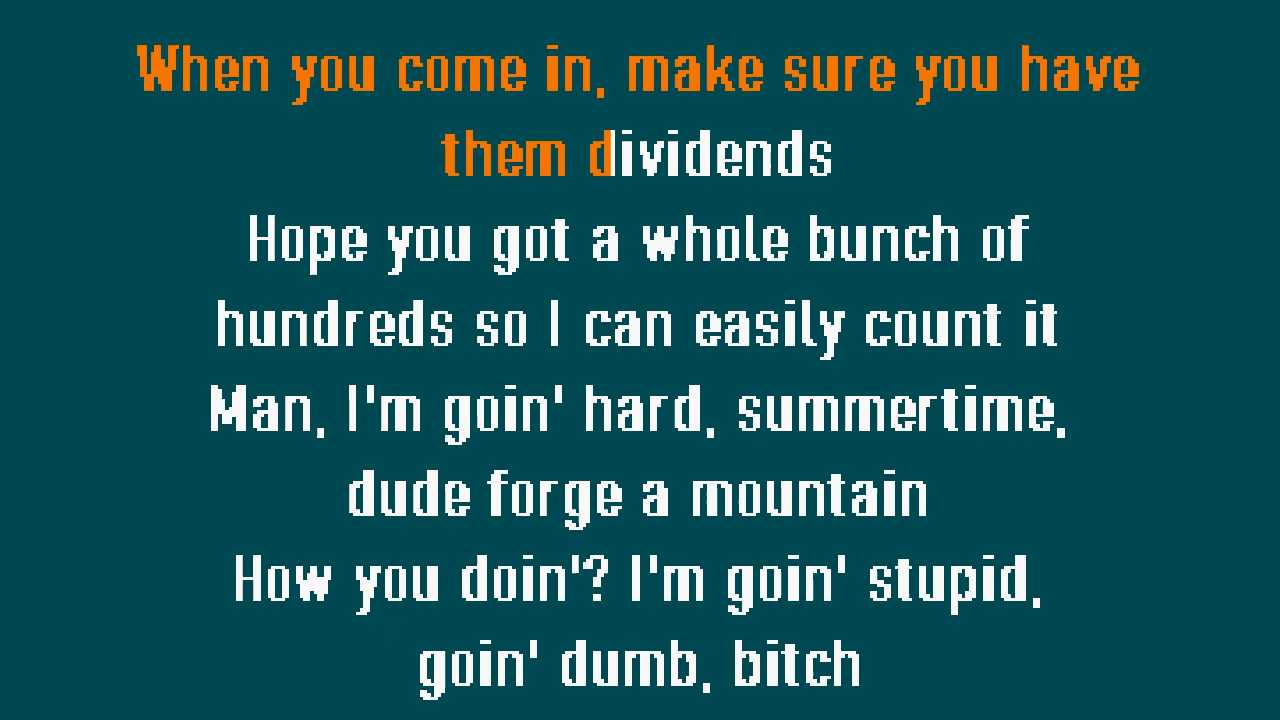 When you come in, make sure you have
them dividends
Hope you got a whole bunch of
hundreds so I can easily count it
Man, I'm goin' hard, summertime,
dude forge a mountain
How you doin'? I'm goin' stupid,
goin' dumb, bitch